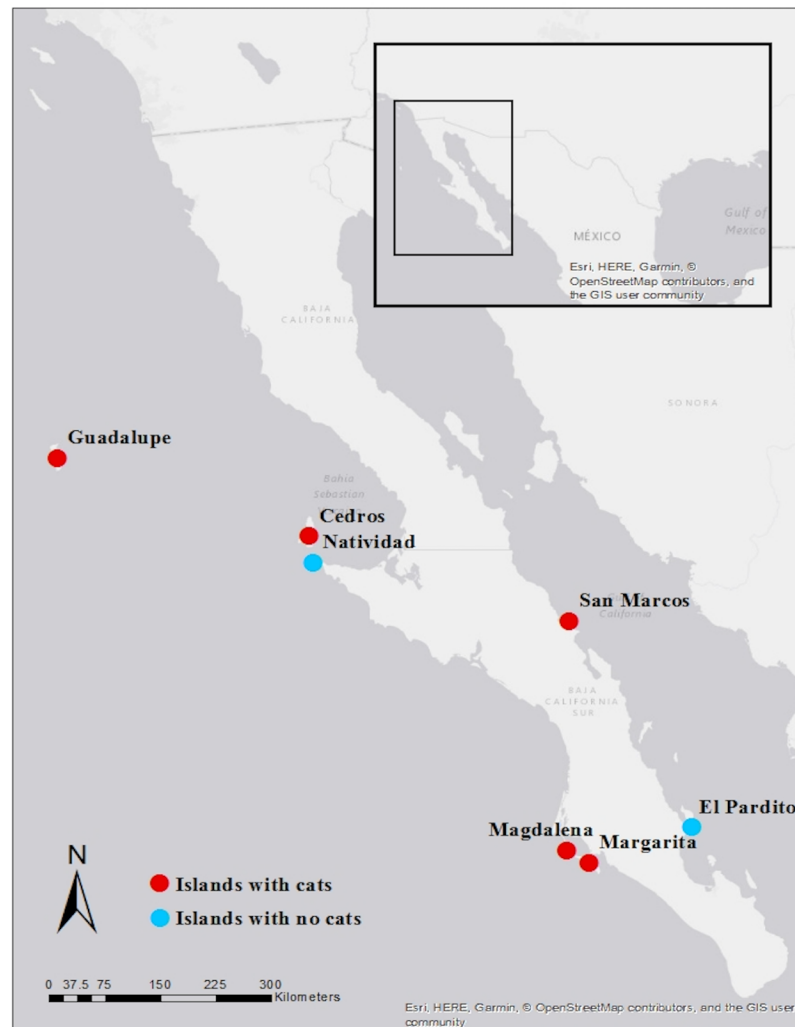 Gulf of
Mexico
MÉXICO
Esri, HERE, Garmin, ©
OpenStreetMap contributors, and
the GIS user community
BAJA
CALIFORNIA
SONORA
Guadalupe
Bahia
Sebastian
Cedros
Natividad
San Marcos
California
BAJA
CALIFORNIA
SUR
El Pardito
Magdalena
Margarita
N
Islands with cats
Islands with no cats
0 37.5 75 150 225 300
Kilometers
Esri, HERE, Garmin, © OpenStreetMap contributors, and the GIS user
community